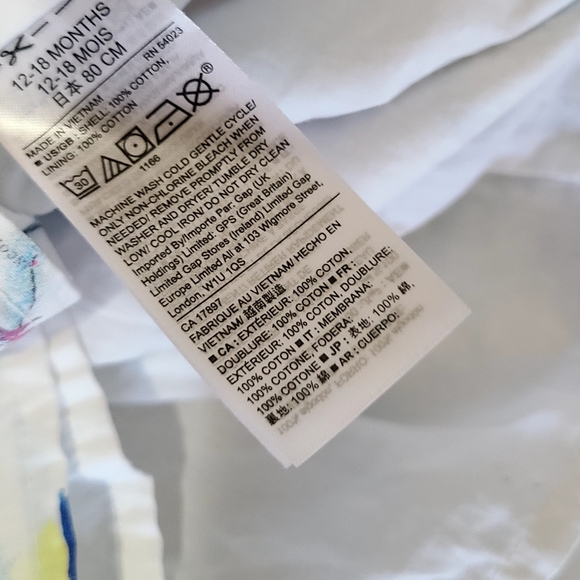 12-18 MONTHS
12-18 MOIS
日本 80 CM
RN 54023
MADE IN VIETNAM
■ US/GB : SHELL: 100% COTTON,
LINING: 100% COTTON
30
®
1166
MACHINE WASH COLD GENTLE CYCLE/
ONLY NON-CHLORINE BLEACH WHEN
NEEDED/ REMOVE PROMPTLY FROM
WASHER AND DRYER/ TUMBLE DRY
LOW/ COOL IRON/ DO NOT DRY CLEAN
Imported By/Importe Par: Gap (UK
Holdings) Limited: GPS (Great Britain)
Limited Gap Stores (Ireland) Limited Gap
Europe Limited All at 103 Wigmore Street,
London, W1U 1QS
CA 17897
FABRIQUE AU VIETNAM/ HECHO EN
VIETNAM/ 越南製造
■ CA: EXTÉRIEUR: 100% COTON,
DOUBLURE: 100% COTON ■ FR :
EXTÉRIEUR: 100% COTON, DOUBLURE:
100% COTON ■ IT: MEMBRANA:
100% COTONE, FODERA:
100% COTONE ■ JP: 表地: 100% 綿,
裏地: 100% 綿 ■ AR: CUERPO: